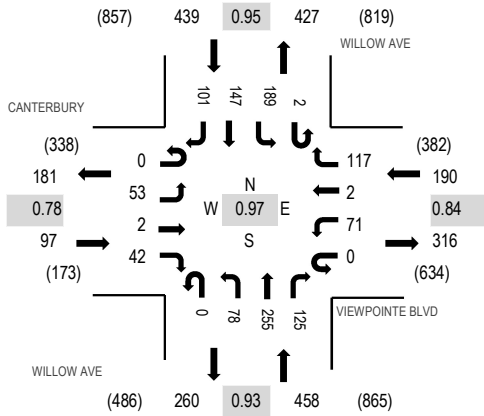 (857) 439 0.95 427 (819)
WILLOW AVE
CANTERBURY
101 147 189 2
(338)
181
0.78
97
(173)
0
53
2
42
N
W 0.97 E
S
117
2
71
0
(382)
190
0.84
316
(634)
0 78 255 125
VIEWPOINTE BLVD
WILLOW AVE
(486) 260 0.93 458 (865)